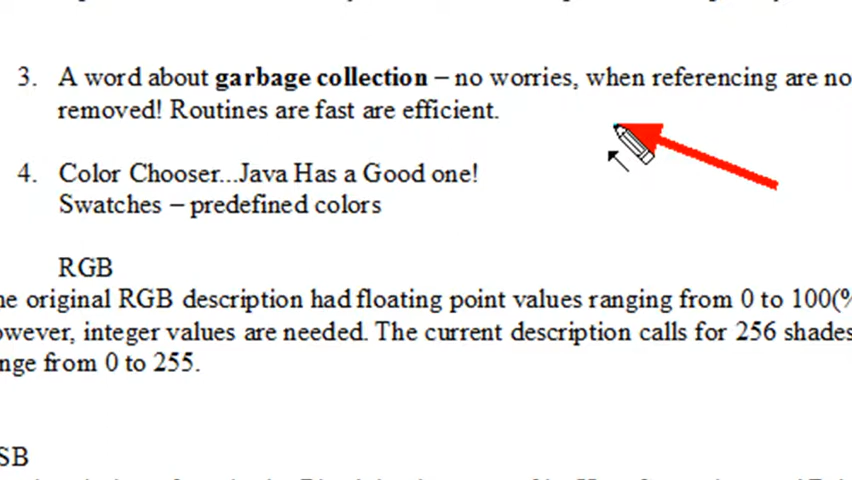 3. A word about garbage collection – no worries, when referencing are no
removed! Routines are fast are efficient.
4. Color Chooser...Java Has a Good one!
Swatches – predefined colors
RGB
he original RGB description had floating point values ranging from 0 to 100(%
owever, integer values are needed. The current description calls for 256 shades
nge from 0 to 255.
SB